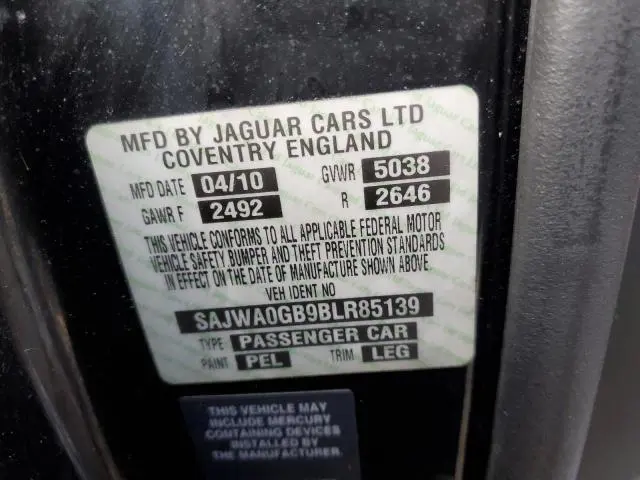 MFD BY JAGUAR CARS LTD
COVENTRY ENGLAND
MFD DATE 04/10 GVWR 5038
GAWR F 2492 R 2646
THIS VEHICLE CONFORMS TO ALL APPLICABLE FEDERAL MOTOR
VEHICLE SAFETY BUMPER AND THEFT PREVENTION STANDARDS
IN EFFECT ON THE DATE OF MANUFACTURE SHOWN ABOVE.
VEH IDENT NO
SAJWA0GB9BLR85139
TYPE PASSENGER CAR
PAINT PEL TRIM LEG
THIS VEHICLE MAY
INCLUDE MERCURY
CONTAINING DEVICES
INSTALLED BY
THE MANUFACTURER.